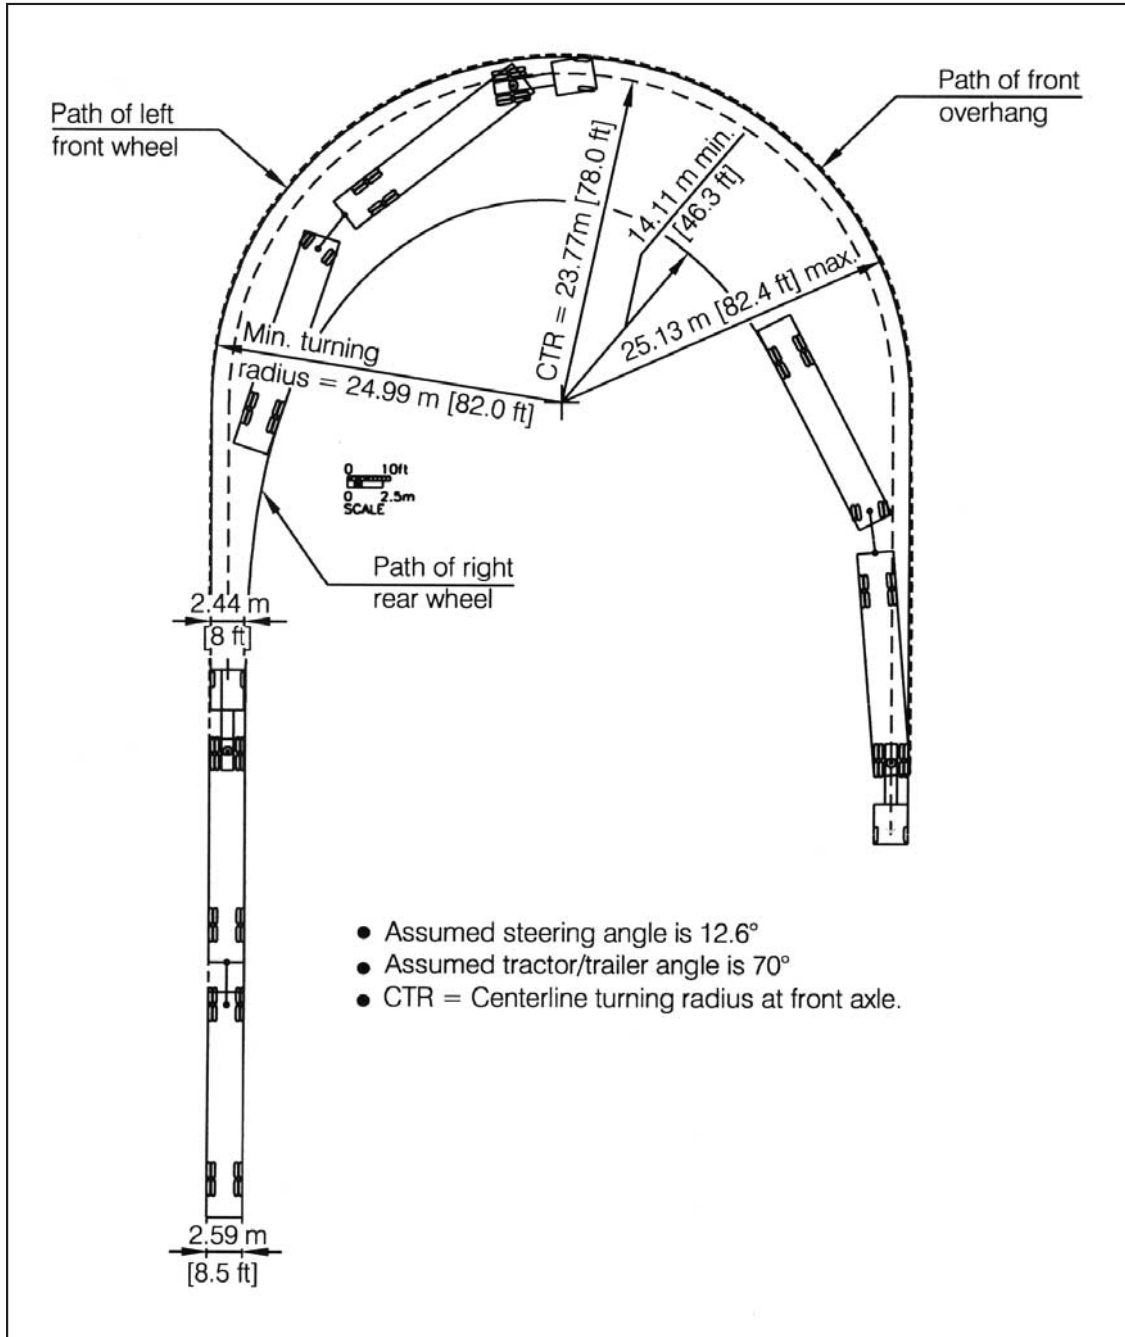 Path of left
front wheel
Path of front
overhang
CTR = 23.77m [78.0 ft]
14.11 m min.
[46.3 ft]
25.13 m [82.4 ft] max.
Min. turning
radius = 24.99 m [82.0 ft]
0 10ft
0 2.5m
SCALE
Path of right
rear wheel
2.44 m
[8 ft]
● Assumed steering angle is 12.6°
● Assumed tractor/trailer angle is 70°
● CTR = Centerline turning radius at front axle.
2.59 m
[8.5 ft]